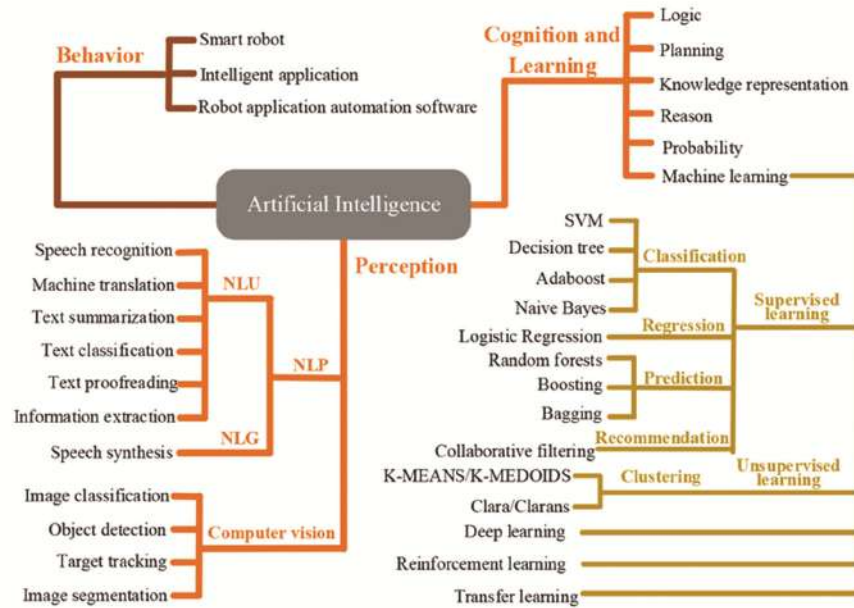 Behavior
Smart robot
Intelligent application
Robot application automation software
Cognition and
Learning
Logic
Planning
Knowledge representation
Reason
Probability
Machine learning
Artificial Intelligence
Perception
Speech recognition
Machine translation
Text summarization
Text classification
Text proofreading
Information extraction
NLU
NLP
NLG
Speech synthesis
Image classification
Object detection
Target tracking
Image segmentation
Computer vision
SVM
Decision tree
Adaboost
Naive Bayes
Classification
Logistic Regression
Regression
Random forests
Boosting
Bagging
Prediction
Collaborative filtering
Recommendation
Supervised
learning
K-MEANS/K-MEDOIDS
Clara/Clarans
Clustering
Unsupervised
learning
Deep learning
Reinforcement learning
Transfer learning